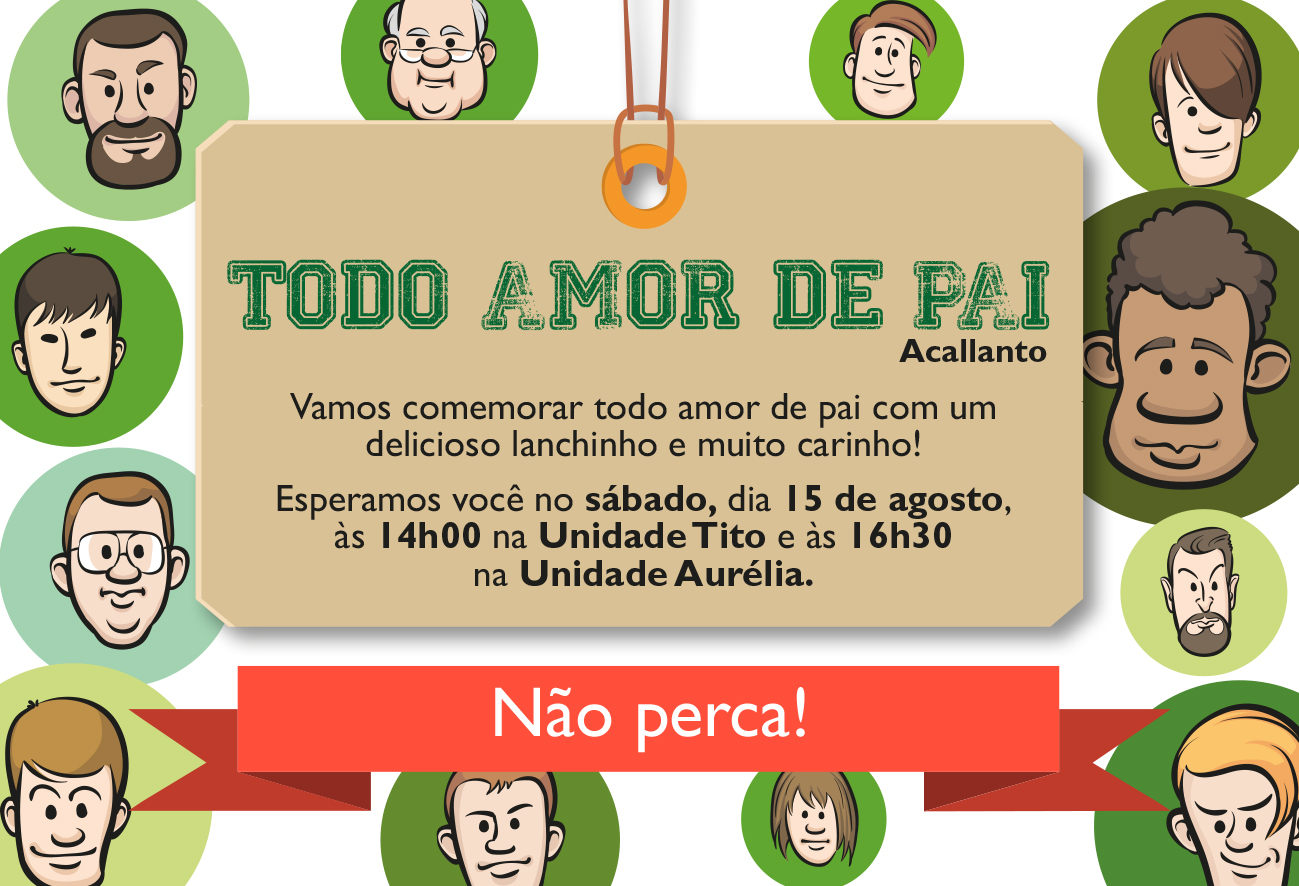 TODO AMOR DE PAI
Acallanto
Vamos comemorar todo amor de pai com um
delicioso lanchinho e muito carinho!
Esperamos você no sábado, dia 15 de agosto,
às 14h00 na Unidade Tito e às 16h30
na Unidade Aurélia.
Não perca!